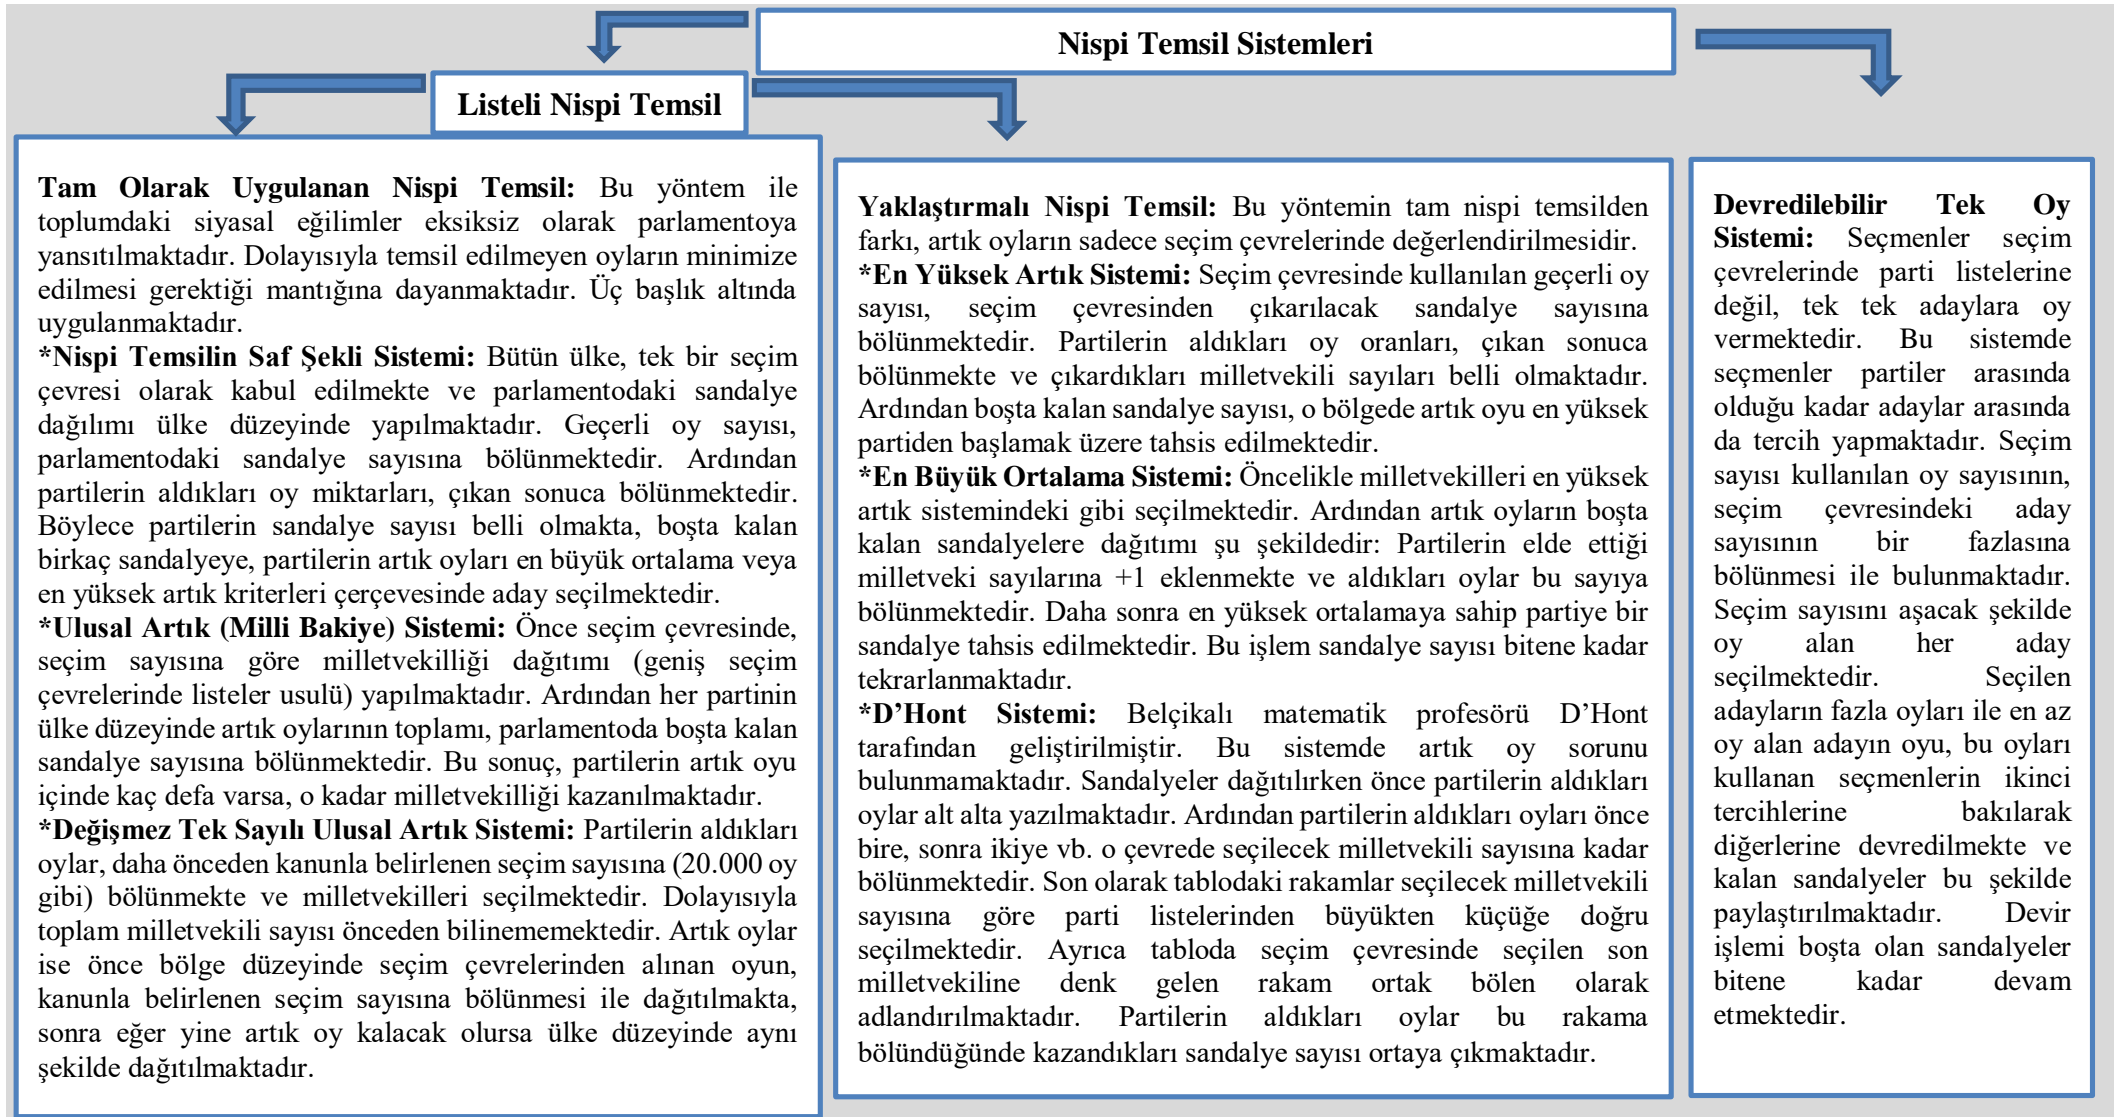 Nispi Temsil Sistemleri
Listeli Nispi Temsil
Tam Olarak Uygulanan Nispi Temsil: Bu yöntem ile
toplumdaki siyasal eğilimler eksiksiz olarak parlamentoya
yansıtılmaktadır. Dolayısıyla temsil edilmeyen oyların minimize
edilmesi gerektiği mantığına dayanmaktadır. Üç başlık altında
uygulanmaktadır.
*Nispi Temsilin Saf Şekli Sistemi: Bütün ülke, tek bir seçim
çevresi olarak kabul edilmekte ve parlamentodaki sandalye
dağılımı ülke düzeyinde yapılmaktadır. Geçerli oy sayısı,
parlamentodaki sandalye sayısına bölünmektedir. Ardından
partilerin aldıkları oy miktarları, çıkan sonuca bölünmektedir.
Böylece partilerin sandalye sayısı belli olmakta, boşta kalan
birkaç sandalyeye, partilerin artık oyları en büyük ortalama veya
en yüksek artık kriterleri çerçevesinde aday seçilmektedir.
*Ulusal Artık (Milli Bakiye) Sistemi: Önce seçim çevresinde,
seçim sayısına göre milletvekilliği dağıtımı (geniş seçim
çevrelerinde listeler usulü) yapılmaktadır. Ardından her partinin
ülke düzeyinde artık oylarının toplamı, parlamentoda boşta kalan
sandalye sayısına bölünmektedir. Bu sonuç, partilerin artık oyu
içinde kaç defa varsa, o kadar milletvekilliği kazanılmaktadır.
*Değişmez Tek Sayılı Ulusal Artık Sistemi: Partilerin aldıkları
oylar, daha önceden kanunla belirlenen seçim sayısına (20.000 oy
gibi) bölünmekte ve milletvekilleri seçilmektedir. Dolayısıyla
toplam milletvekili sayısı önceden bilinememektedir. Artık oylar
ise önce bölge düzeyinde seçim çevrelerinden alınan oyun,
kanunla belirlenen seçim sayısına bölünmesi ile dağıtılmakta,
sonra eğer yine artık oy kalacak olursa ülke düzeyinde aynı
şekilde dağıtılmaktadır.
Yaklaştırmalı Nispi Temsil: Bu yöntemin tam nispi temsilden
farkı, artık oyların sadece seçim çevrelerinde değerlendirilmesidir.
*En Yüksek Artık Sistemi: Seçim çevresinde kullanılan geçerli oy
sayısı, seçim çevresinden çıkarılacak sandalye sayısına
bölünmektedir. Partilerin aldıkları oy oranları, çıkan sonuca
bölünmekte ve çıkardıkları milletvekili sayıları belli olmaktadır.
Ardından boşta kalan sandalye sayısı, o bölgede artık oyu en yüksek
partiden başlamak üzere tahsis edilmektedir.
*En Büyük Ortalama Sistemi: Öncelikle milletvekilleri en yüksek
artık sistemindeki gibi seçilmektedir. Ardından artık oyların boşta
kalan sandalyelere dağıtımı şu şekildedir: Partilerin elde ettiği
milletveki sayılarına +1 eklenmekte ve aldıkları oylar bu sayıya
bölünmektedir. Daha sonra en yüksek ortalamaya sahip partiye bir
sandalye tahsis edilmektedir. Bu işlem sandalye sayısı bitene kadar
tekrarlanmaktadır.
*D’Hont Sistemi: Belçikalı matematik profesörü D’Hont
tarafından geliştirilmiştir. Bu sistemde artık oy sorunu
bulunmamaktadır. Sandalyeler dağıtılırken önce partilerin aldıkları
oylar alt alta yazılmaktadır. Ardından partilerin aldıkları oyları önce
bire, sonra ikiye vb. o çevrede seçilecek milletvekili sayısına kadar
bölünmektedir. Son olarak tablodaki rakamlar seçilecek milletvekili
sayısına göre parti listelerinden büyükten küçüğe doğru
seçilmektedir. Ayrıca tabloda seçim çevresinde seçilen son
milletvekiline denk gelen rakam ortak bölen olarak
adlandırılmaktadır. Partilerin aldıkları oylar bu rakama
bölündüğünde kazandıkları sandalye sayısı ortaya çıkmaktadır.
Devredilebilir Tek Oy
Sistemi: Seçmenler seçim
çevrelerinde parti listelerine
değil, tek tek adaylara oy
vermektedir. Bu sistemde
seçmenler partiler arasında
olduğu kadar adaylar arasında
da tercih yapmaktadır. Seçim
sayısı kullanılan oy sayısının,
seçim çevresindeki aday
sayısının bir fazlasına
bölünmesi ile bulunmaktadır.
Seçim sayısını aşacak şekilde
oy alan her aday
seçilmektedir. Seçilen
adayların fazla oyları ile en az
oy alan adayın oyu, bu oyları
kullanan seçmenlerin ikinci
tercihlerine bakılarak
diğerlerine devredilmekte ve
kalan sandalyeler bu şekilde
paylaştırılmaktadır. Devir
işlemi boşta olan sandalyeler
bitene kadar devam
etmektedir.